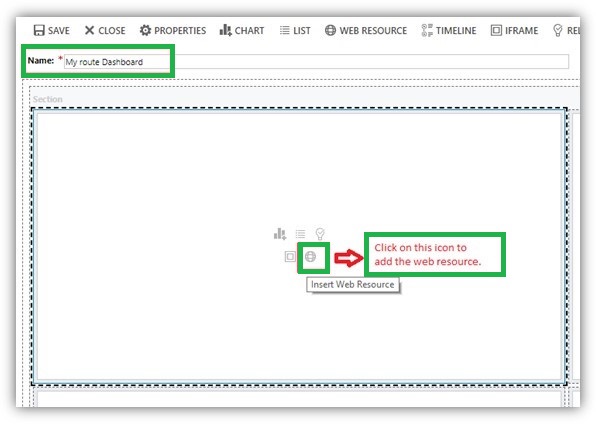 SAVE CLOSE PROPERTIES CHART LIST WEB RESOURCE TIMELINE IFRAME REL
Name: * My route Dashboard
Section
Click on this icon to
add the web resource.
Insert Web Resource